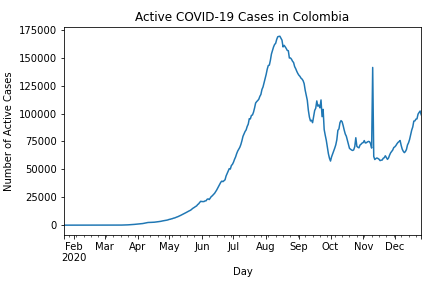 Active COVID-19 Cases in Colombia
Number of Active Cases
175000
150000
125000
100000
75000
50000
25000
0
Feb Mar Apr May Jun Jul Aug Sep Oct Nov Dec
2020
Day